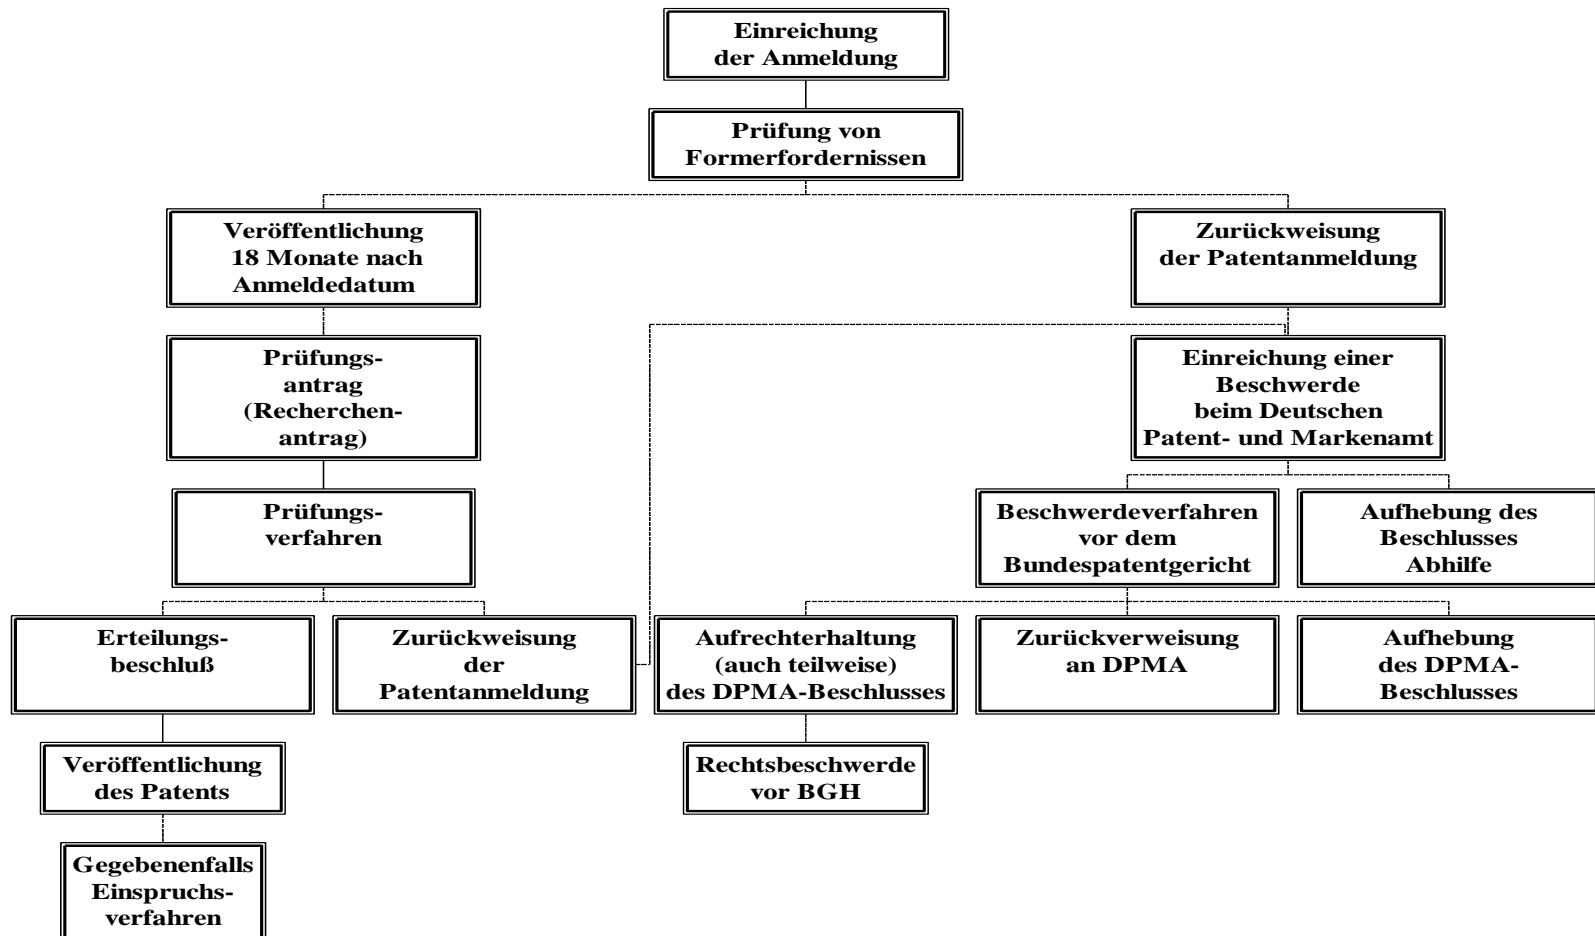 Einreichung
der Anmeldung
Prüfung von
Formerfordernissen
Veröffentlichung
18 Monate nach
Anmeldedatum
Zurückweisung
der Patentanmeldung
Prüfungs-
antrag
(Recherchen-
antrag)
Einreichung einer
Beschwerde
beim Deutschen
Patent- und Markenamt
Prüfungs-
verfahren
Beschwerdeverfahren
vor dem
Bundespatentgericht
Aufhebung des
Beschlusses
Abhilfe
Erteilungs-
beschluß
Zurückweisung
der
Patentanmeldung
Aufrechterhaltung
(auch teilweise)
des DPMA-Beschlusses
Zurückverweisung
an DPMA
Aufhebung
des DPMA-
Beschlusses
Veröffentlichung
des Patents
Rechtsbeschwerde
vor BGH
Gegebenenfalls
Einspruchs-
verfahren